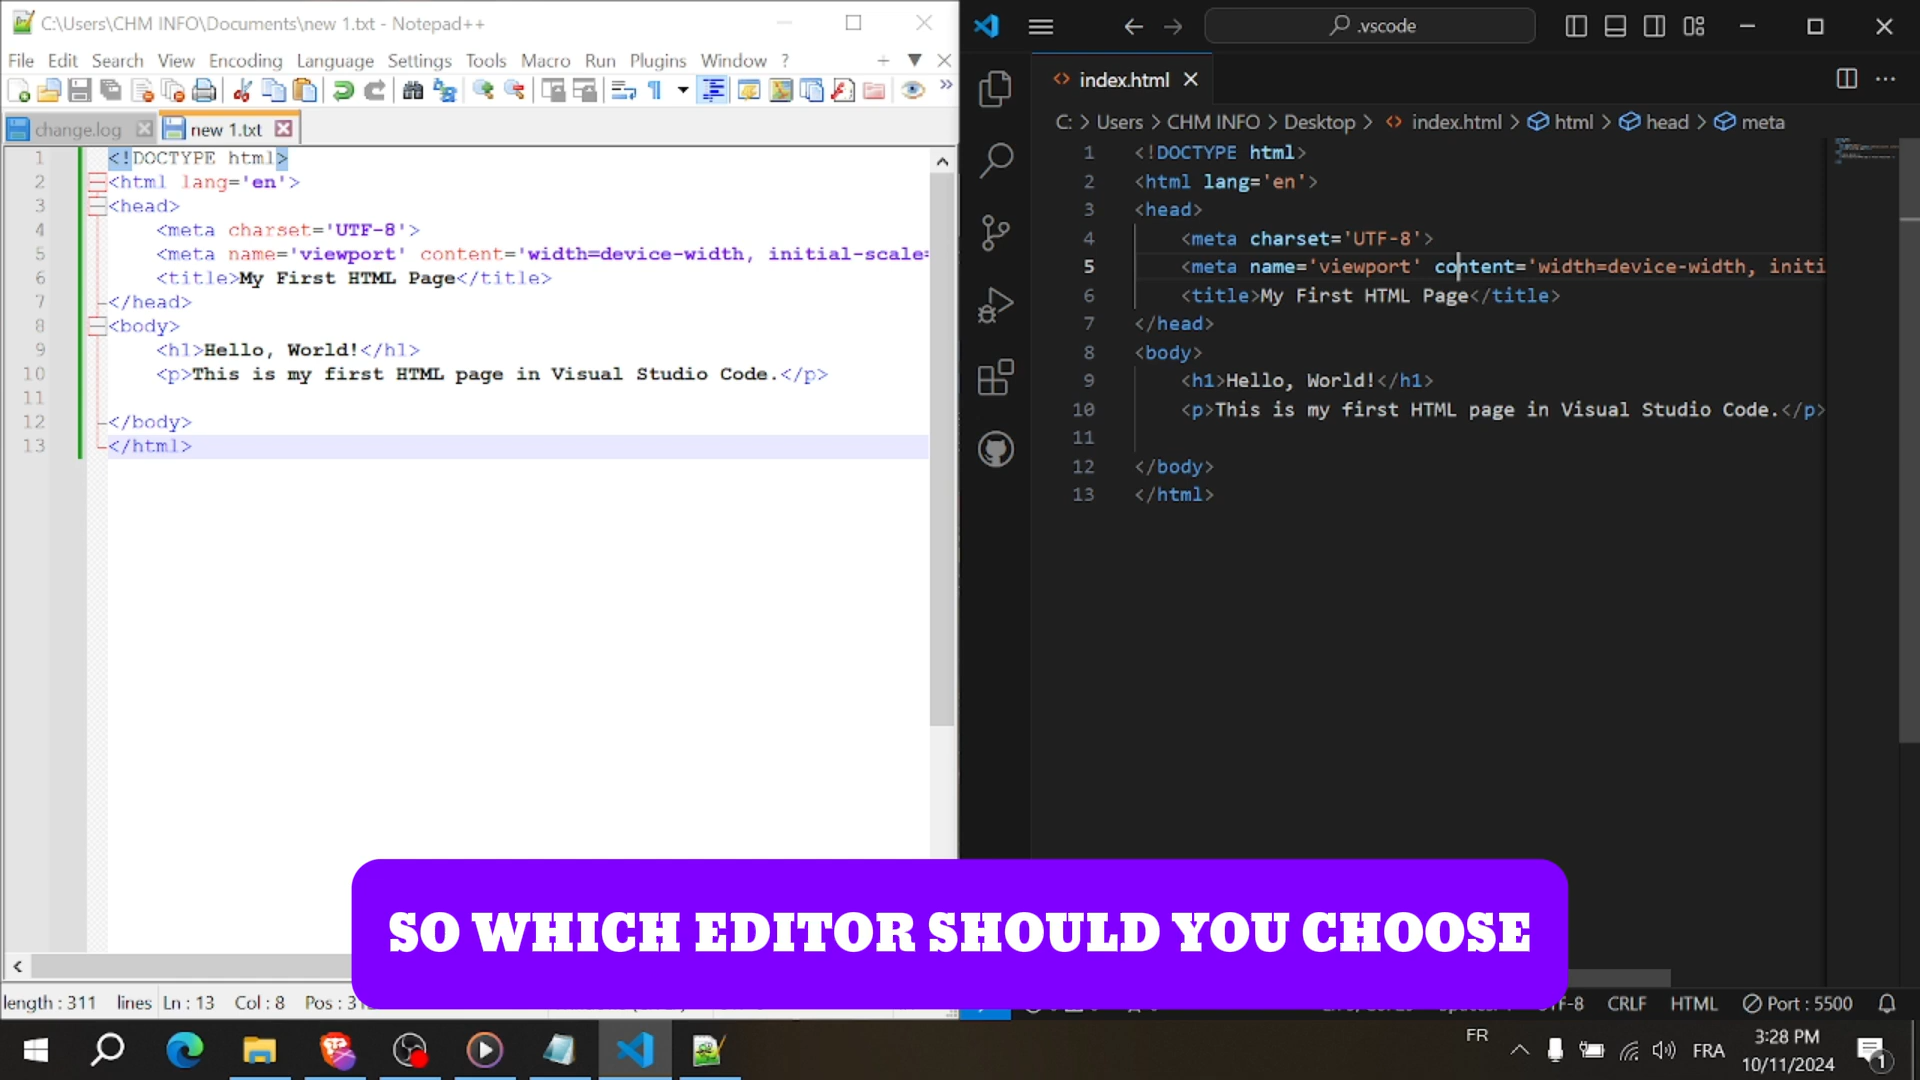 C:\Users\CHM INFO\Documents\new 1.txt - Notepad++
File Edit Search View Encoding Language Settings Tools Macro Run Plugins Window ?
change.log new 1.txt
1 <!DOCTYPE html>
2 <html lang='en'>
3 <head>
4 <meta charset='UTF-8'>
5 <meta name='viewport' content='width=device-width, initial-scale=
6 <title>My First HTML Page</title>
7 </head>
8 <body>
9 <h1>Hello, World!</h1>
10 <p>This is my first HTML page in Visual Studio Code.</p>
11
12 </body>
13 </html>
length : 311 lines Ln : 13 Col : 8
.vscode
index.html
C: > Users > CHM INFO > Desktop > index.html > html > head > meta
1 <!DOCTYPE html>
2 <html lang='en'>
3 <head>
4 <meta charset='UTF-8'>
5 <meta name='viewport' content='width=device-width, initi
6 <title>My First HTML Page</title>
7 </head>
8 <body>
9 <h1>Hello, World!</h1>
10 <p>This is my first HTML page in Visual Studio Code.</p>
11
12 </body>
13 </html>
CRLF HTML Port : 5500
SO WHICH EDITOR SHOULD YOU CHOOSE
FR
FRA
3:28 PM
10/11/2024
1